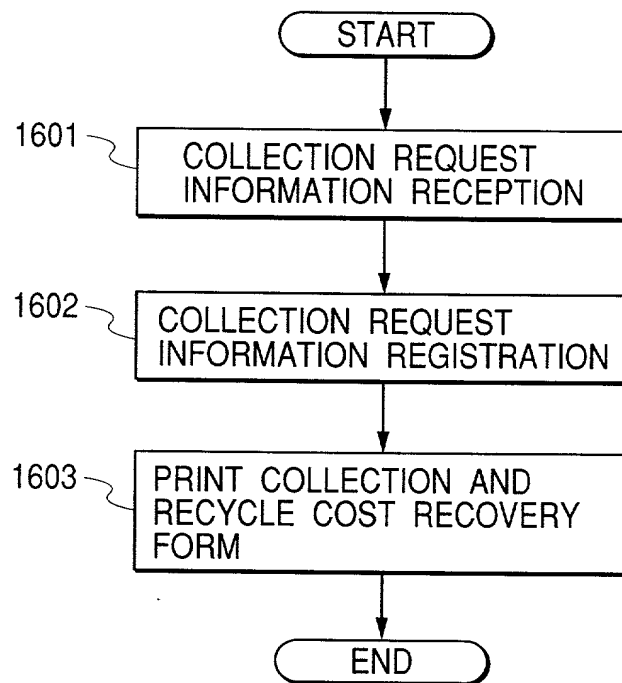 START
1601
COLLECTION REQUEST
INFORMATION RECEPTION
1602
COLLECTION REQUEST
INFORMATION REGISTRATION
1603
PRINT COLLECTION AND
RECYCLE COST RECOVERY
FORM
END